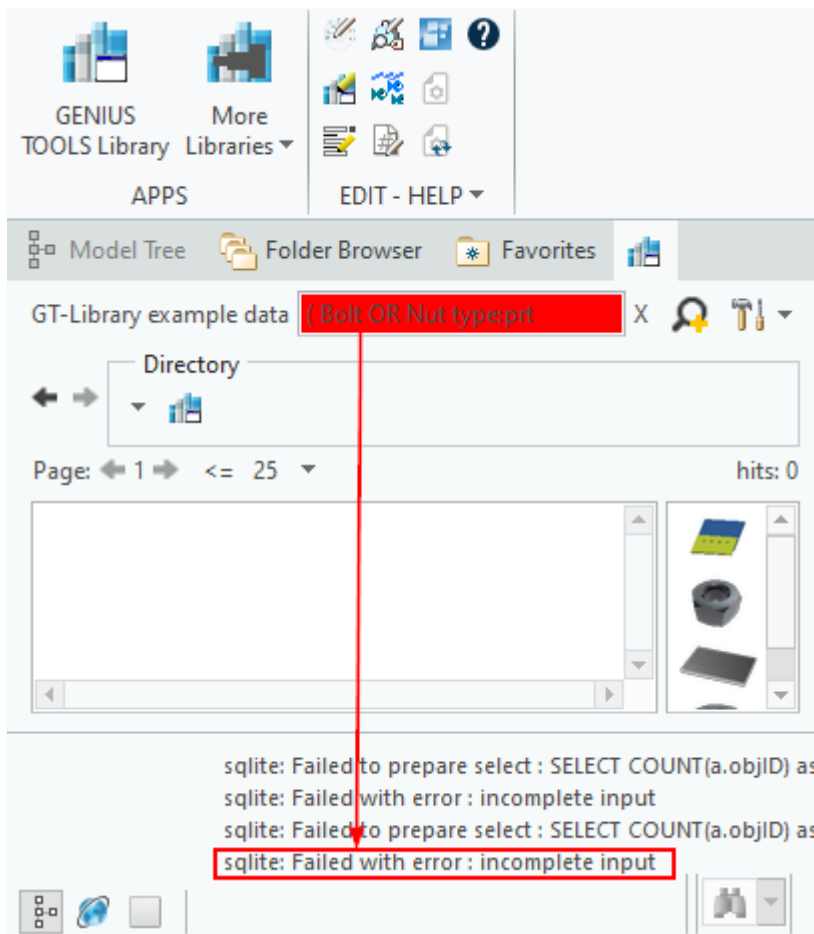 GENIUS
TOOLS Library
More
Libraries
APPS
EDIT - HELP
Model Tree
Folder Browser
Favorites
GT-Library example data ( Bolt OR Nut type:prt X
Directory
Page: 1 <= 25 hits: 0
sqlite: Failed to prepare select : SELECT COUNT(a.objID) as
sqlite: Failed with error : incomplete input
sqlite: Failed to prepare select : SELECT COUNT(a.objID) as
sqlite: Failed with error : incomplete input